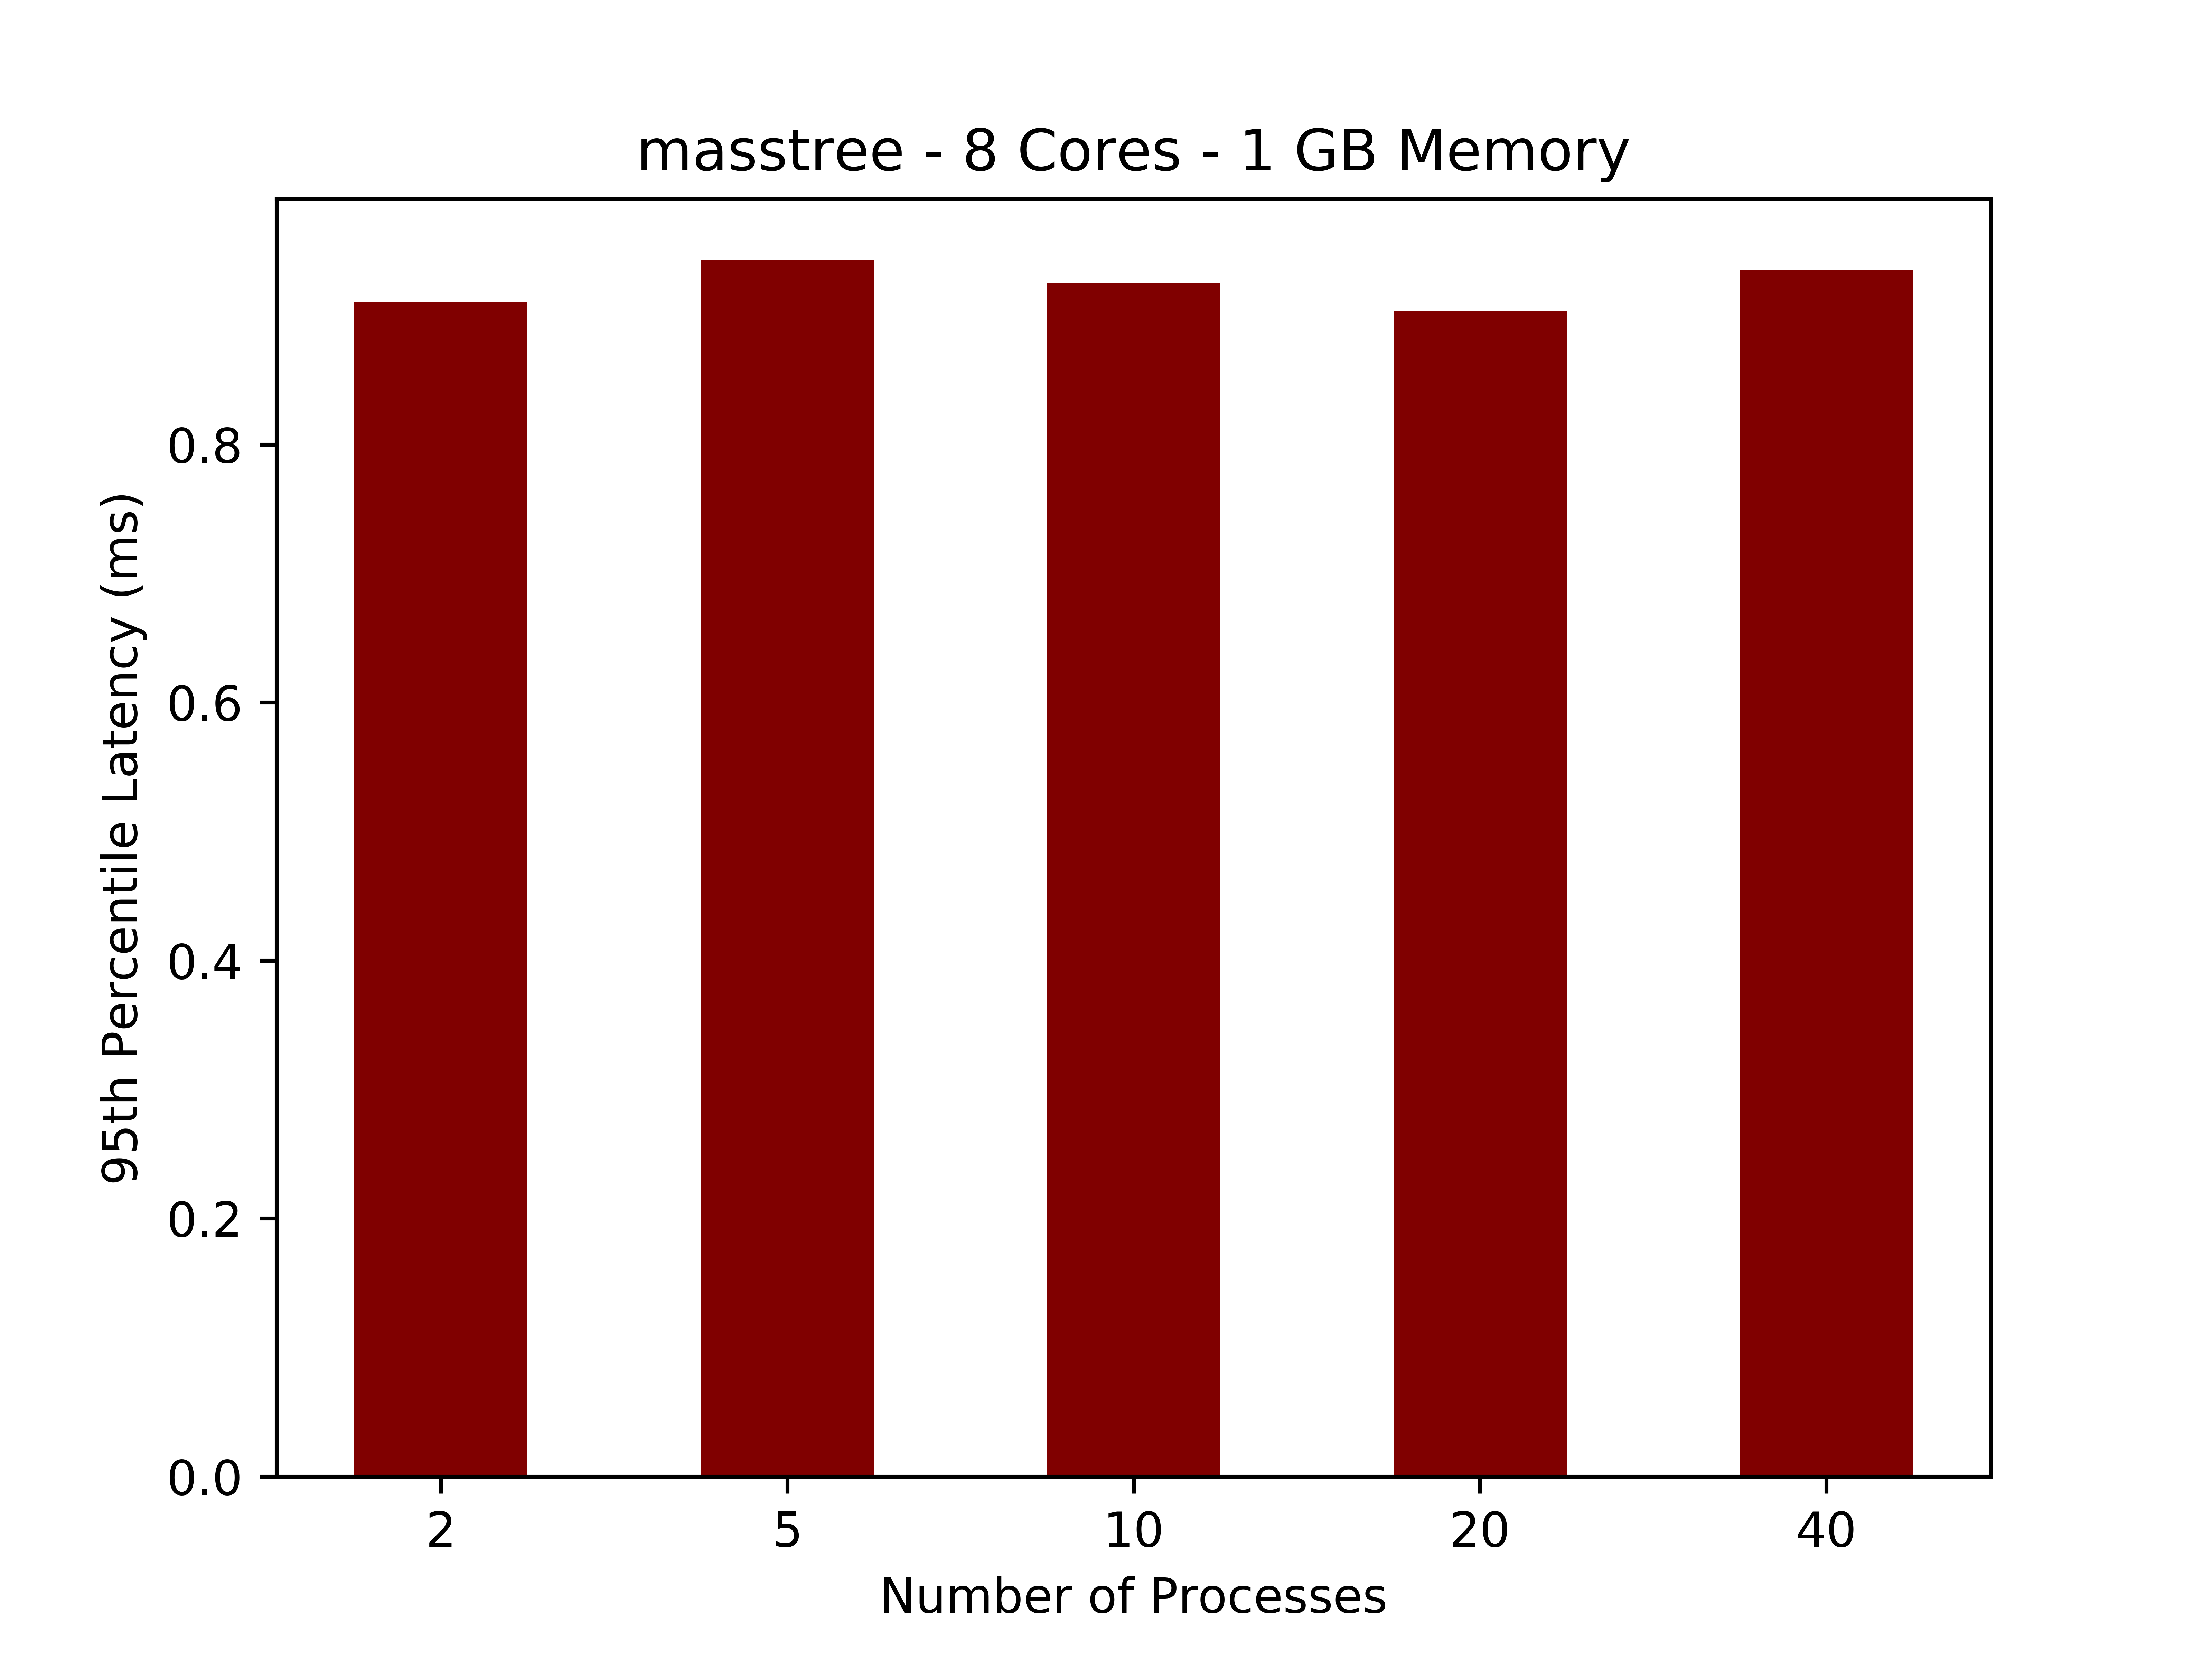 masstree - 8 Cores - 1 GB Memory
95th Percentile Latency (ms)
0.8
0.6
0.4
0.2
0.0
2 5 10 20 40
Number of Processes